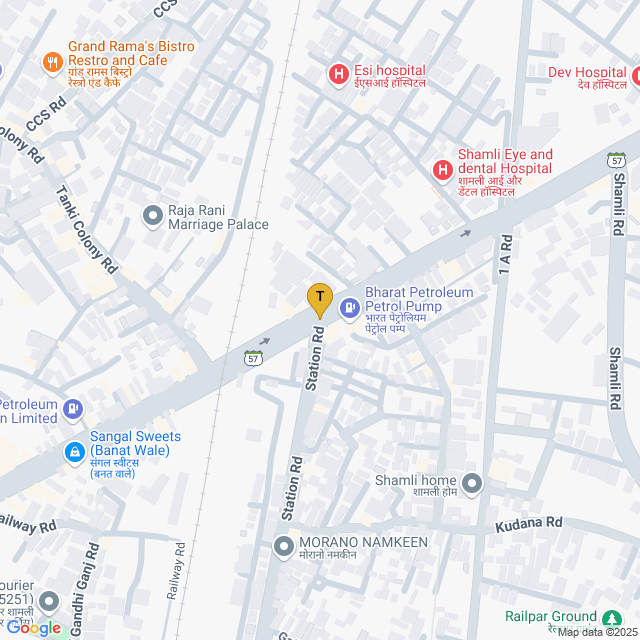 CCS Rd
Grand Rama's Bistro
Restro and Cafe
ग्रांड रामस बिस्ट्रो
रेस्त्रो एंड कैफे
Esi hospital
ईएसआई हॉस्पिटल
Dev Hospital
देव हॉस्पिटल
CCS Rd
Colony Rd
Shamli Eye and
dental Hospital
शामली आई और
डेंटल हॉस्पिटल
57
Tanki Colony Rd
Raja Rani
Marriage Palace
Shamli Rd
1 A Rd
T
Bharat Petroleum
Petrol Pump
भारत पेट्रोलियम
पेट्रोल पम्प
57
Station Rd
Shamli Rd
Petroleum
n Limited
Sangal Sweets
(Banat Wale)
संगल स्वीट्स
(बनत वाले)
Station Rd
Shamli home
शामली होम
Railway Rd
Kudana Rd
Gandhi Ganj Rd
Railway Rd
MORANO NAMKEEN
मोरानो नमकीन
ourier
5251)
Railpar Ground
Google
Map data ©2025